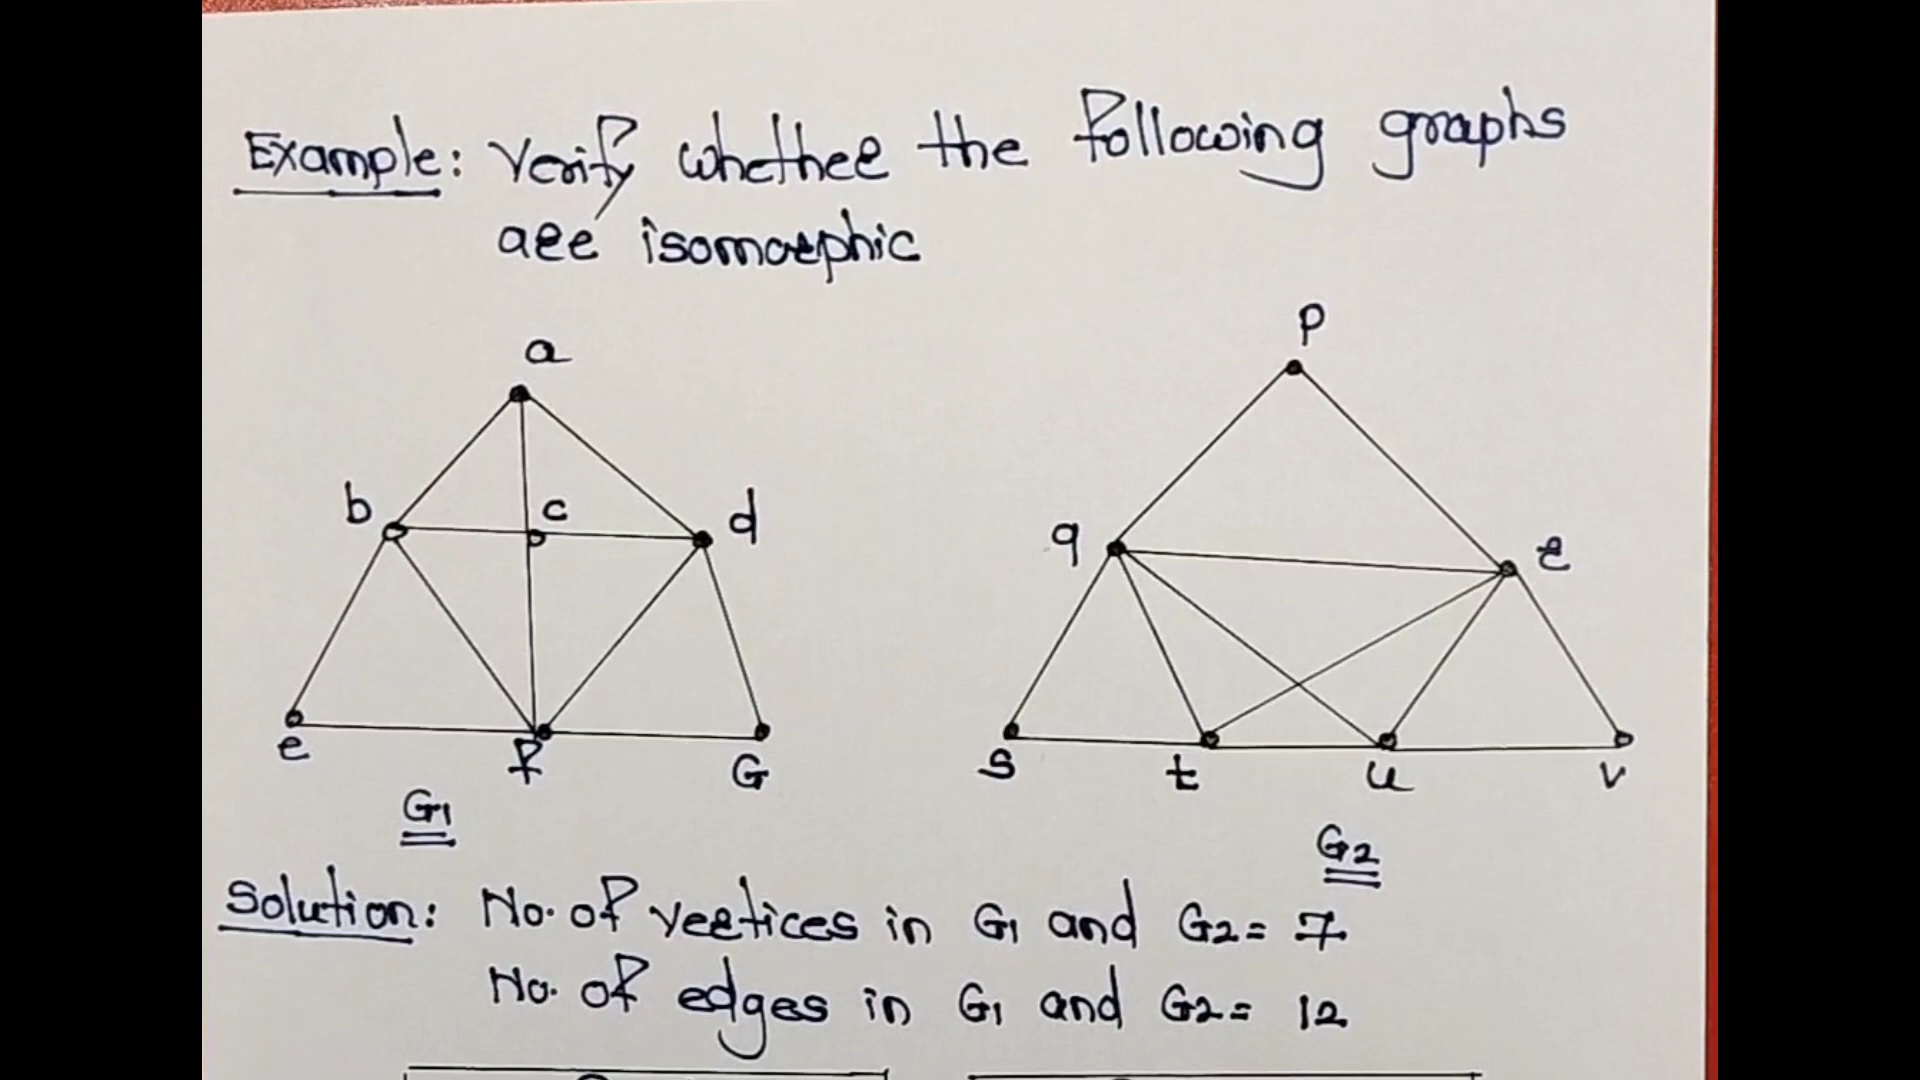 Example: Verify whether the following graphs
are isomorphic
a
b
c
d
e
f
G
G1
p
q
r
s
t
u
v
G2
Solution: No. of vertices in G1 and G2 = 7
No. of edges in G1 and G2 = 12